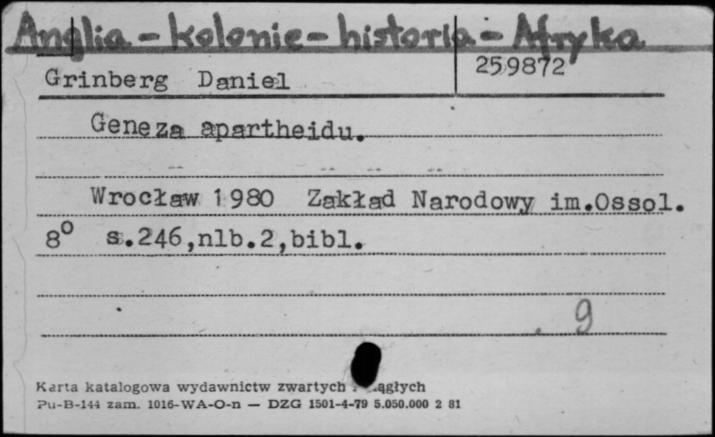 Anglia - kolonie - historia - Afryka
Grinberg Daniel 259872
Geneza apartheidu.
Wrocław 1980 Zakład Narodowy im.Ossol.
8° s.246,nlb.2,bibl.
9
Karta katalogowa wydawnictw zwartych ągłych
Pu-B-144 zam. 1016-WA-O-n — DZG 1501-4-79 5.050.000 2 81